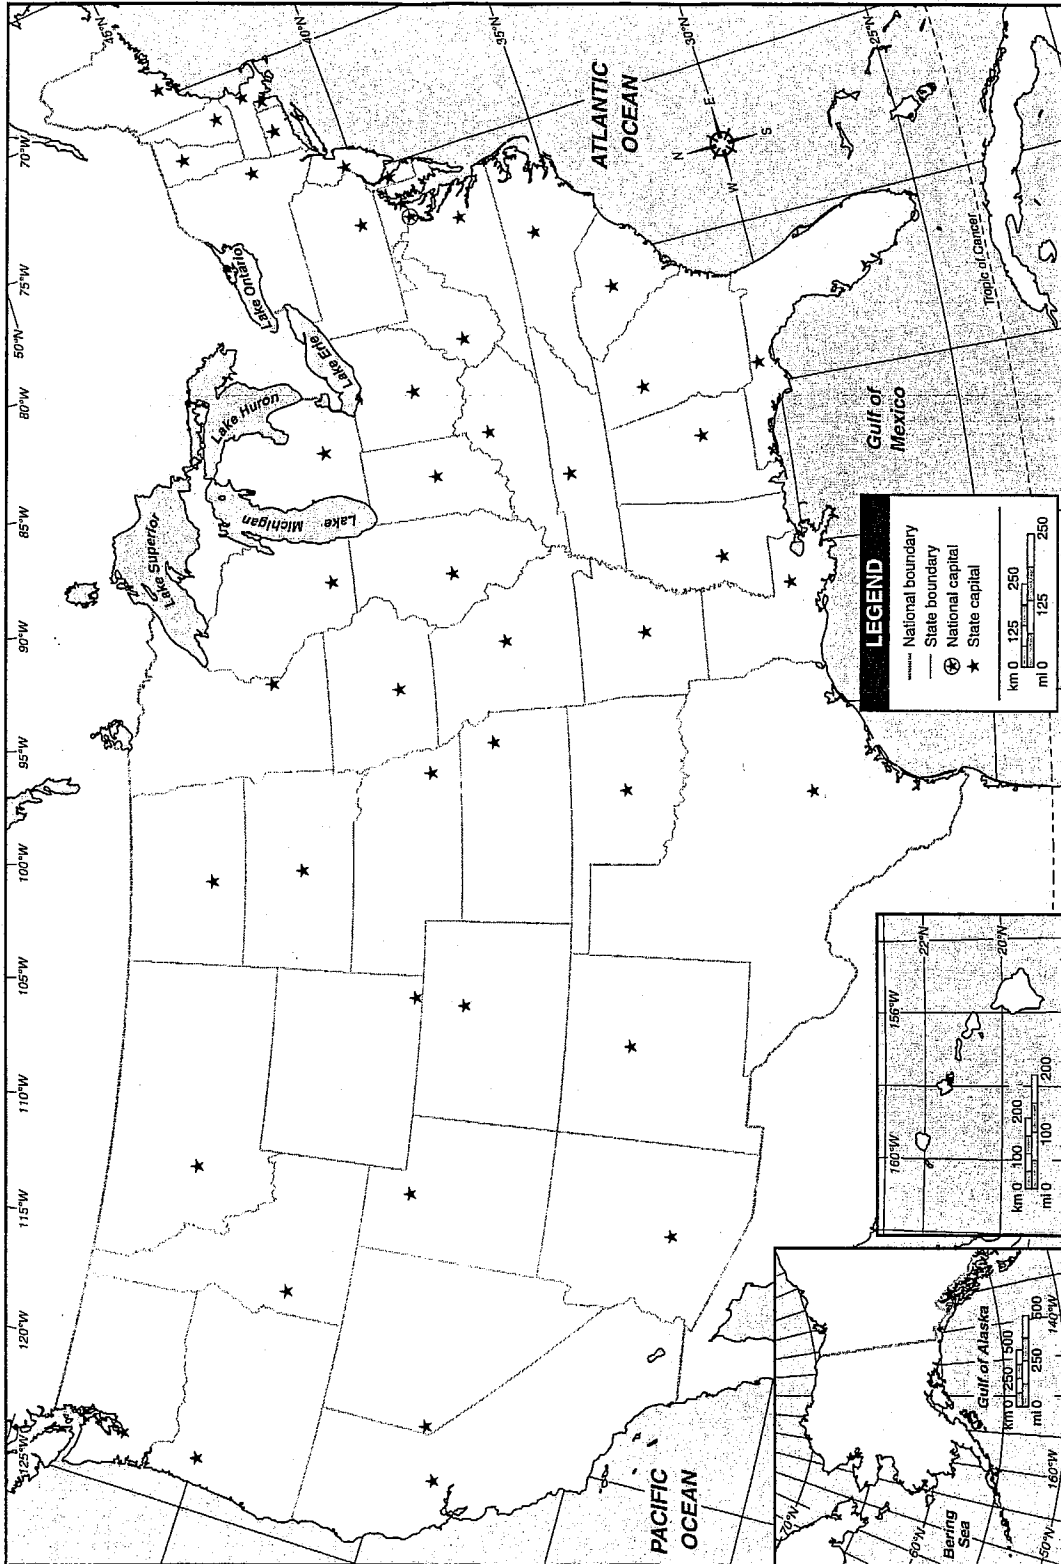 125°W
120°W
115°W
110°W
105°W
100°W
95°W
90°W
85°W
80°W
50°N
75°W
70°W
45°N
40°N
35°N
30°N
25°N
Lake Superior
Lake
Michigan
Lake Huron
Lake Erie
Lake Ontario
ATLANTIC
OCEAN
N
E
S
W
Tropic of Cancer
Gulf of
Mexico
PACIFIC
OCEAN
LEGEND
National boundary
State boundary
National capital
State capital
km 0 125 250
mi 0 125 250
160°W
156°W
22°N
20°N
km 0 100 200
mi 0 100 200
70°N
60°N
50°N
Bering
Sea
Gulf of Alaska
km 0 250 500
mi 0 250 500
160°W
140°W